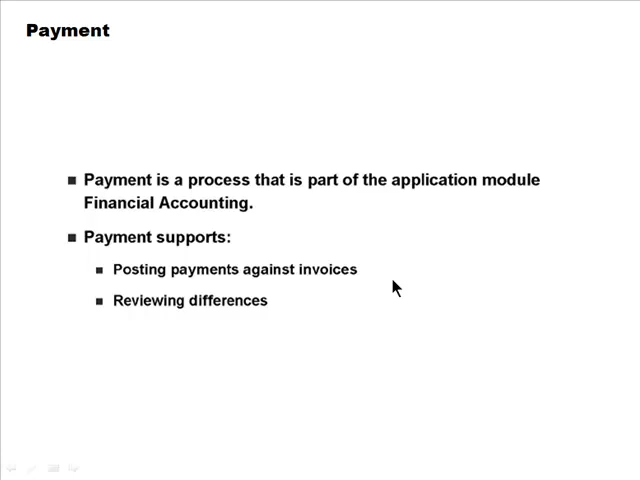 Payment
■ Payment is a process that is part of the application module
Financial Accounting.
■ Payment supports:
■ Posting payments against invoices
■ Reviewing differences